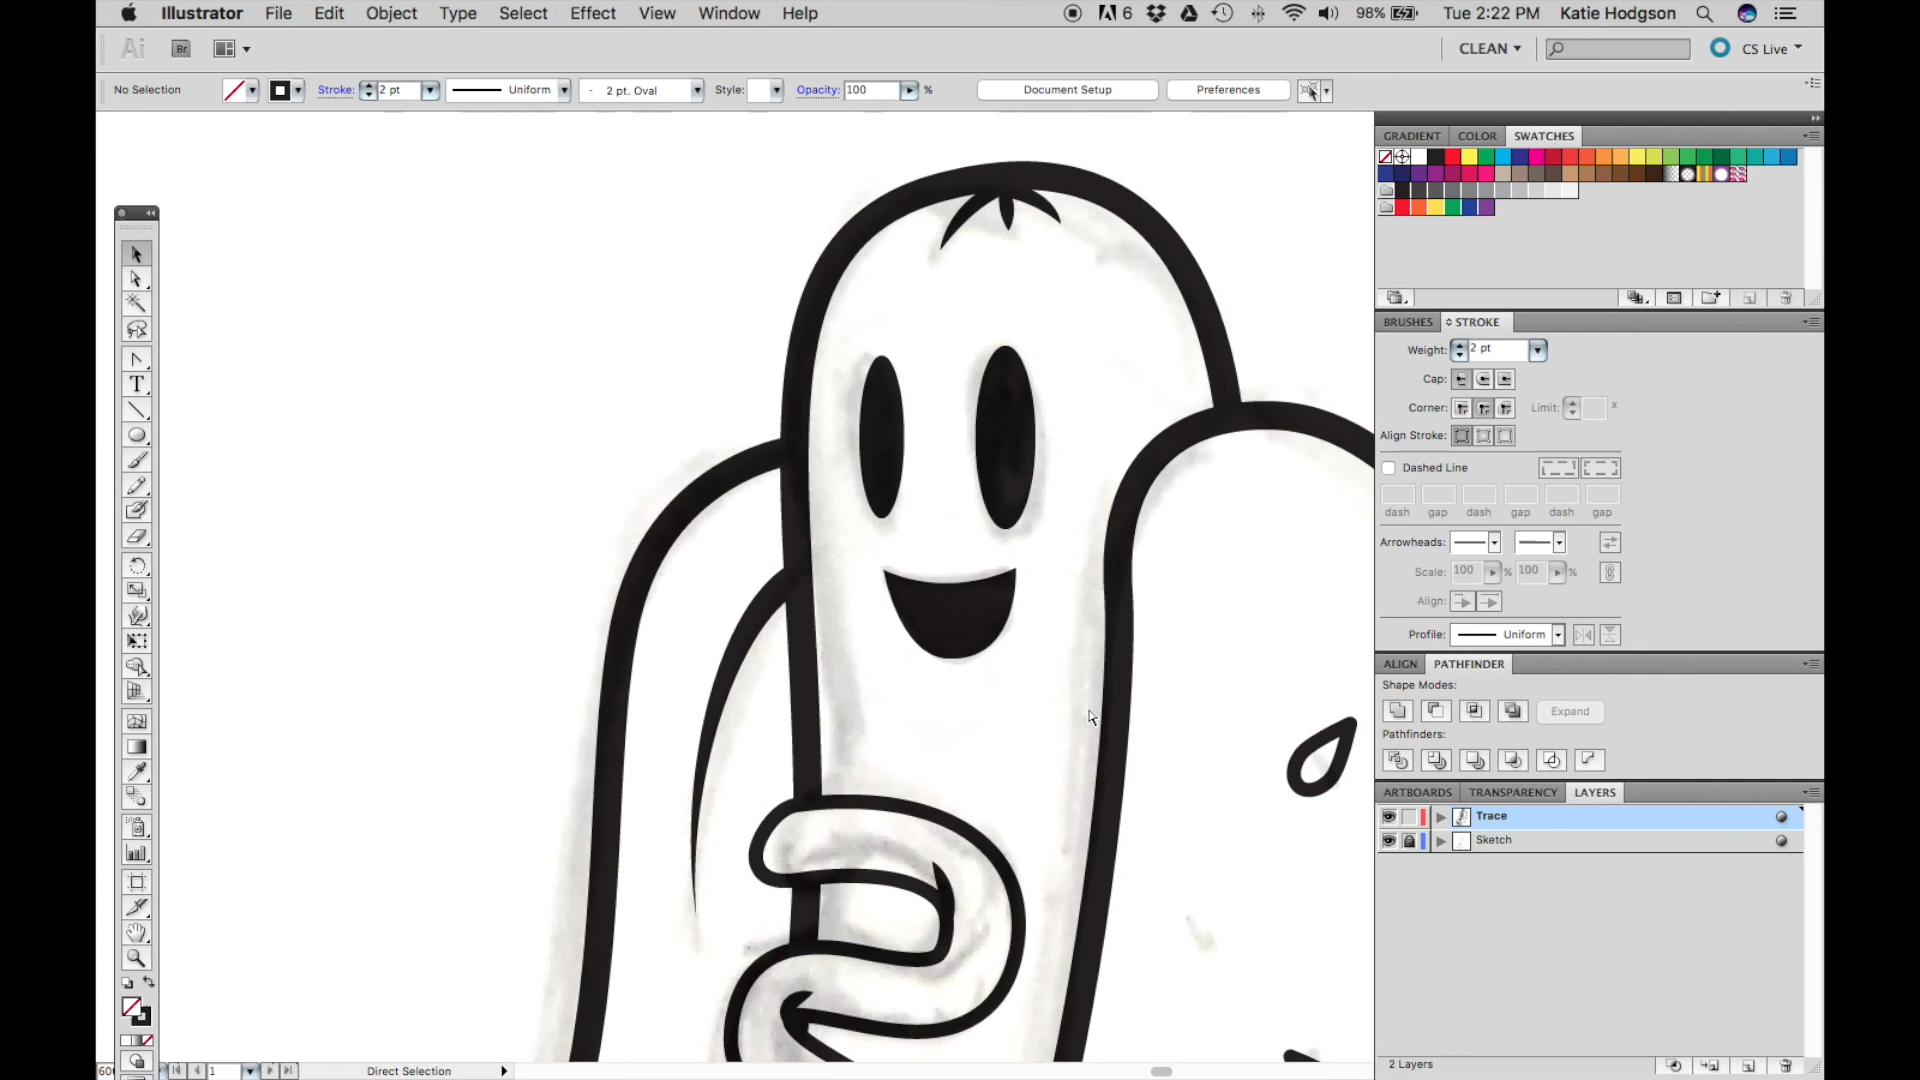 Illustrator File Edit Object Type Select Effect View Window Help 6 98% Tue 2:22 PM Katie Hodgson
Ai Br CLEAN CS Live
No Selection Stroke: 2 pt Uniform - 2 pt. Oval Style: Opacity: 100 % Document Setup Preferences
GRADIENT COLOR SWATCHES
BRUSHES STROKE
Weight: 2 pt
Cap:
Corner: Limit: x
Align Stroke:
Dashed Line
dash gap dash gap dash gap
Arrowheads:
Scale: 100 % 100 %
Align:
Profile: Uniform
ALIGN PATHFINDER
Shape Modes:
Expand
Pathfinders:
ARTBOARDS TRANSPARENCY LAYERS
Trace
Sketch
2 Layers
T
600 1 Direct Selection